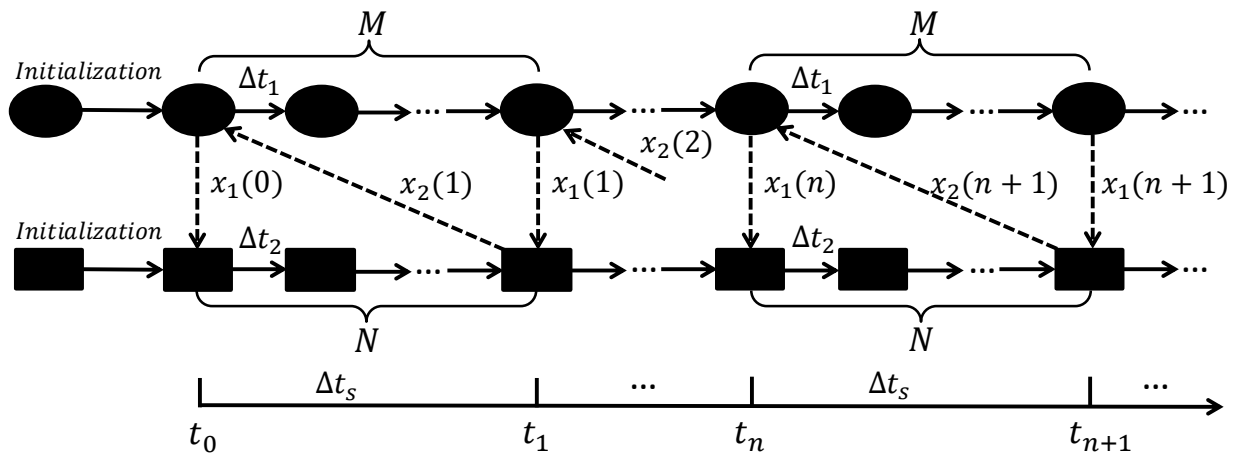 M M
Initialization Δt₁ ... ... Δt₁ ... ...
x₂(2)
x₁(0) x₂(1) x₁(1) x₁(n) x₂(n + 1) x₁(n + 1)
Initialization Δt₂ ... ... Δt₂ ... ...
N N
Δtₛ ... Δtₛ ...
t₀ t₁ tₙ tₙ₊₁